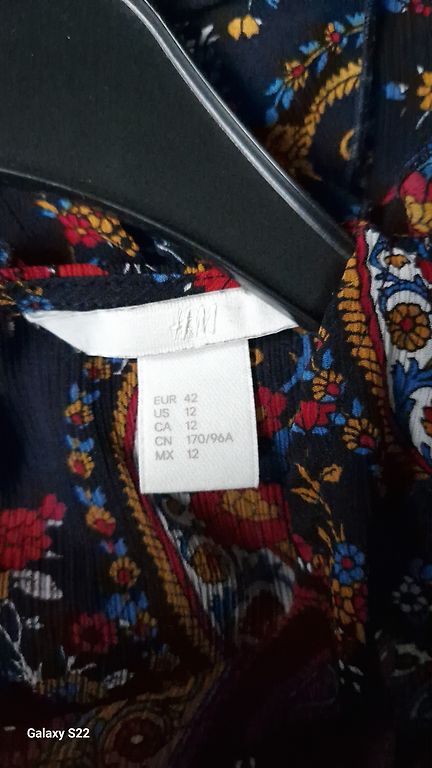 H&M
EUR 42
US 12
CA 12
CN 170/96A
MX 12
Galaxy S22